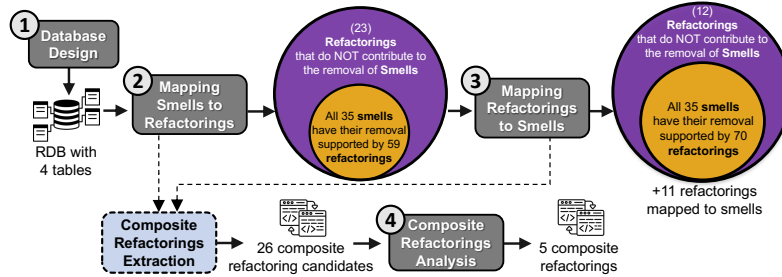 1
Database
Design
RDB with
4 tables
2
Mapping
Smells to
Refactorings
(23)
Refactorings
that do NOT contribute to
the removal of Smells
All 35 smells
have their removal
supported by 59
refactorings
3
Mapping
Refactorings
to Smells
(12)
Refactorings
that do NOT contribute to
the removal of Smells
All 35 smells
have their removal
supported by 70
refactorings
+11 refactorings
mapped to smells
Composite
Refactorings
Extraction
</>
</>
26 composite
refactoring candidates
4
Composite
Refactorings
Analysis
</>
</>
5 composite
refactorings